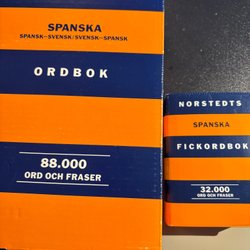 SPANSKA
SPANSK–SVENSK/SVENSK–SPANSK
ORDBOK
88.000
ORD OCH FRASER
NORSTEDTS
SPANSKA
FICKORDBOK
32.000
ORD OCH FRASER